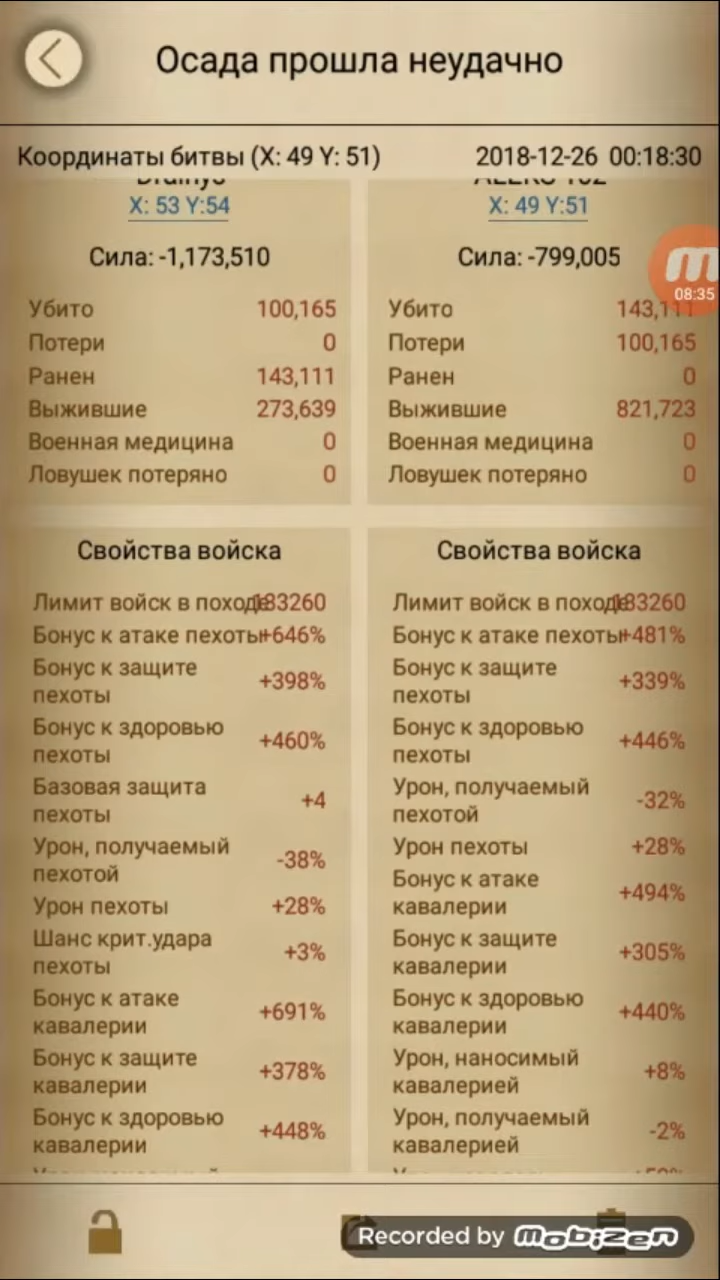 Осада прошла неудачно
Координаты битвы (X: 49 Y: 51) 2018-12-26 00:18:30
X: 53 Y:54 X: 49 Y:51
Сила: -1,173,510 Сила: -799,005
08:35
Убито 100,165 Убито 143,111
Потери 0 Потери 100,165
Ранен 143,111 Ранен 0
Выжившие 273,639 Выжившие 821,723
Военная медицина 0 Военная медицина 0
Ловушек потеряно 0 Ловушек потеряно 0
Свойства войска
Лимит войск в походе 183260
Бонус к атаке пехоты +646%
Бонус к защите
пехоты +398%
Бонус к здоровью
пехоты +460%
Базовая защита
пехоты +4
Урон, получаемый
пехотой -38%
Урон пехоты +28%
Шанс крит.удара
пехоты +3%
Бонус к атаке
кавалерии +691%
Бонус к защите
кавалерии +378%
Бонус к здоровью
кавалерии +448%
Свойства войска
Лимит войск в походе 183260
Бонус к атаке пехоты +481%
Бонус к защите
пехоты +339%
Бонус к здоровью
пехоты +446%
Урон, получаемый
пехотой -32%
Урон пехоты +28%
Бонус к атаке
кавалерии +494%
Бонус к защите
кавалерии +305%
Бонус к здоровью
кавалерии +440%
Урон, наносимый
кавалерией +8%
Урон, получаемый
кавалерией -2%
Recorded by mobizen